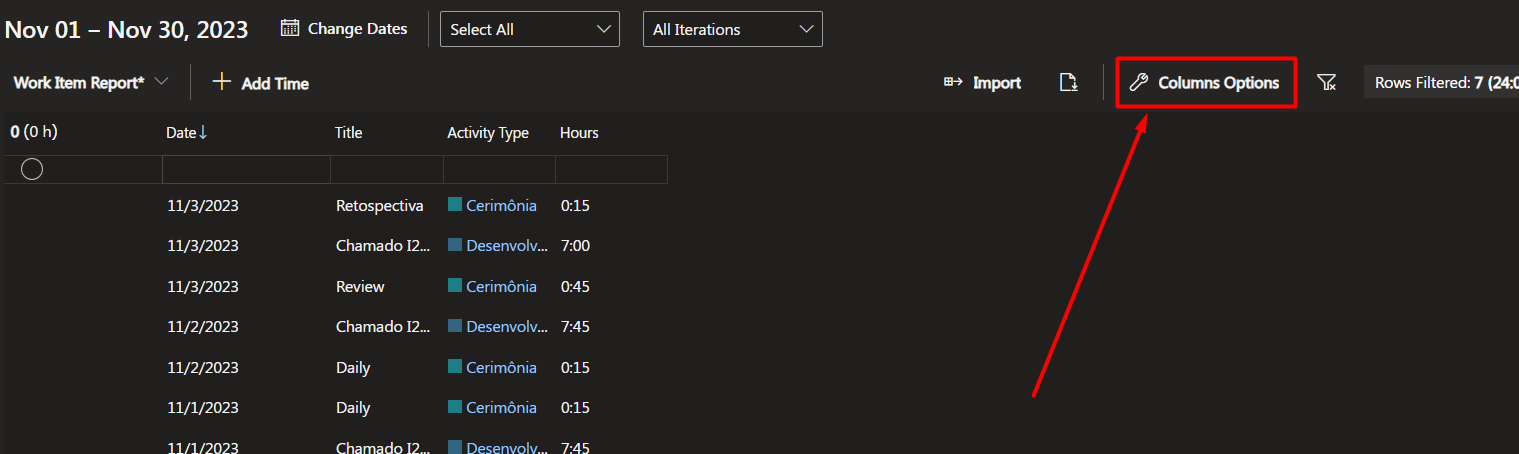 Nov 01 – Nov 30, 2023 Change Dates Select All All Iterations
Work Item Report* Add Time Import Columns Options Rows Filtered: 7 (24:0
0 (0 h) Date↓ Title Activity Type Hours
11/3/2023 Retospectiva Cerimônia 0:15
11/3/2023 Chamado I2... Desenvolv... 7:00
11/3/2023 Review Cerimônia 0:45
11/2/2023 Chamado I2... Desenvolv... 7:45
11/2/2023 Daily Cerimônia 0:15
11/1/2023 Daily Cerimônia 0:15
11/1/2023 Chamado I2... Desenvolv... 7:45